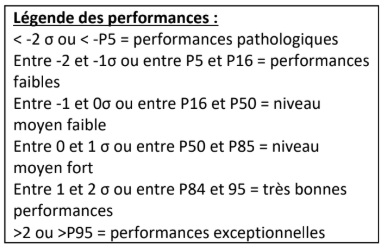 Légende des performances :
< -2 σ ou < -P5 = performances pathologiques
Entre -2 et -1σ ou entre P5 et P16 = performances
faibles
Entre -1 et 0σ ou entre P16 et P50 = niveau
moyen faible
Entre 0 et 1 σ ou entre P50 et P85 = niveau
moyen fort
Entre 1 et 2 σ ou entre P84 et 95 = très bonnes
performances
>2 ou >P95 = performances exceptionnelles